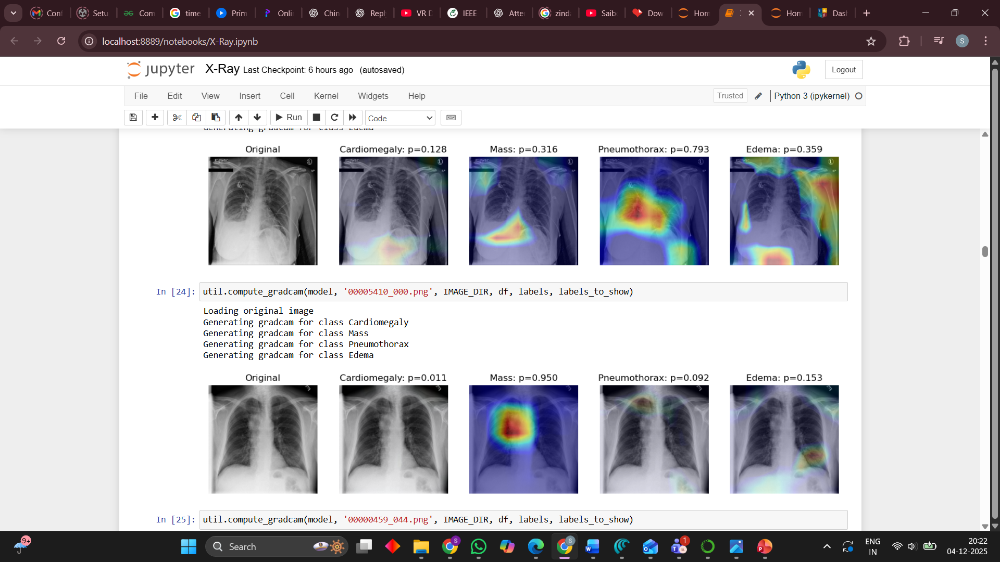 Conf
Setu
Com
time
Prim
Onli
Chin
Repl
VR D
IEEE
Atte
zinda
Saib
Dow
Hom
Hom
Dash
localhost:8889/notebooks/X-Ray.ipynb
S
jupyter X-Ray Last Checkpoint: 6 hours ago (autosaved)
Logout
File Edit View Insert Cell Kernel Widgets Help
Trusted Python 3 (ipykernel)
Run Code
Generating gradcam for class Edema
Original Cardiomegaly: p=0.128 Mass: p=0.316 Pneumothorax: p=0.793 Edema: p=0.359
In [24]: util.compute_gradcam(model, '00005410_000.png', IMAGE_DIR, df, labels, labels_to_show)
Loading original image
Generating gradcam for class Cardiomegaly
Generating gradcam for class Mass
Generating gradcam for class Pneumothorax
Generating gradcam for class Edema
Original Cardiomegaly: p=0.011 Mass: p=0.950 Pneumothorax: p=0.092 Edema: p=0.153
In [25]: util.compute_gradcam(model, '00000459_044.png', IMAGE_DIR, df, labels, labels_to_show)
9+
Search
1
ENG
IN
20:22
04-12-2025